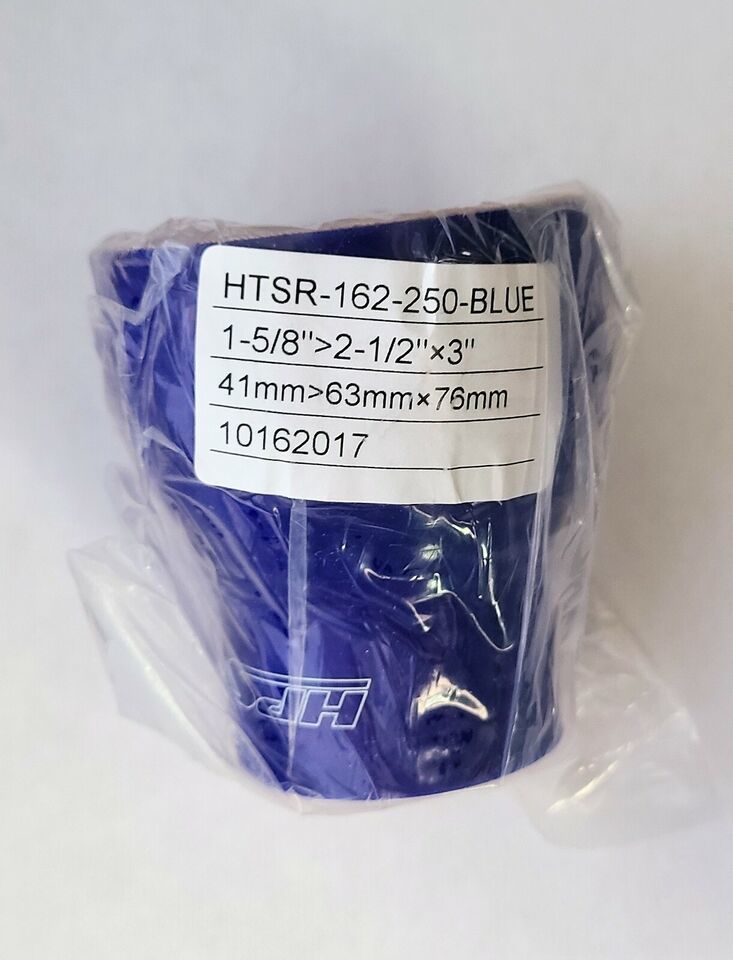 HTSR-162-250-BLUE
1-5/8">2-1/2"×3"
41mm>63mm×76mm
10162017
HPS